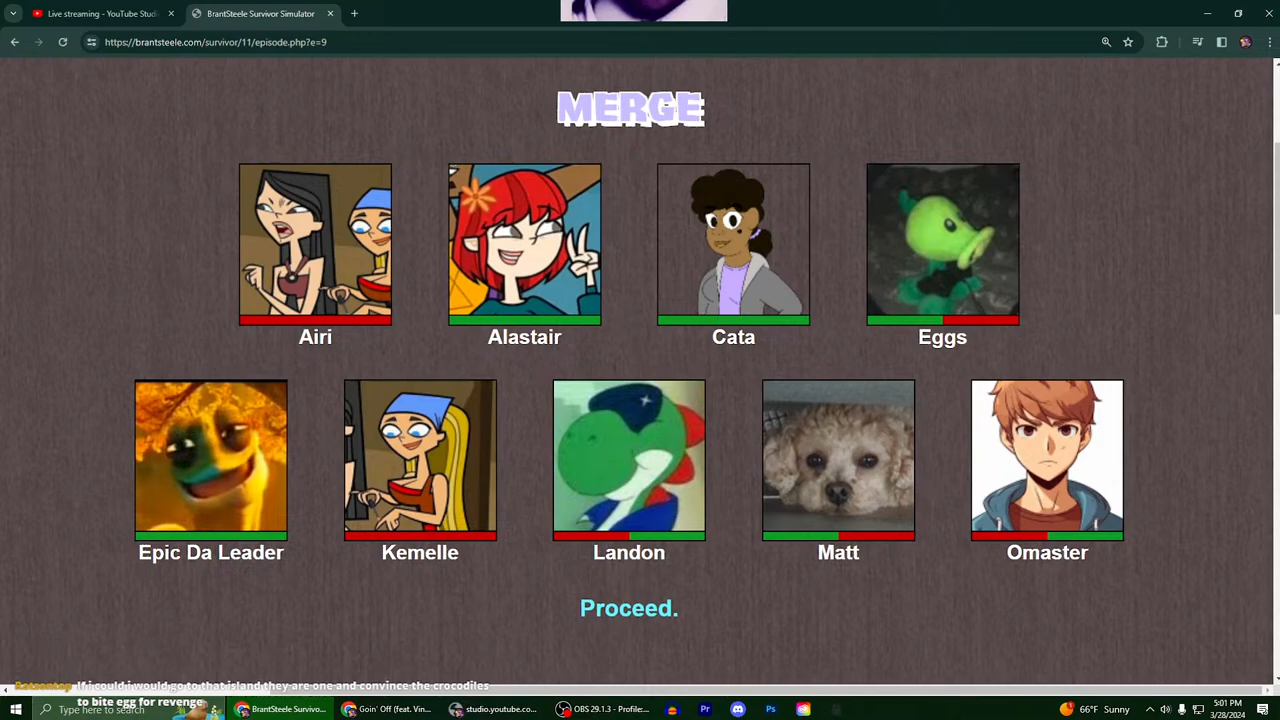 Live streaming - YouTube Studi
BrantSteele Survivor Simulator
https://brantsteele.com/survivor/11/episode.php?e=9
MERGE
Airi
Alastair
Cata
Eggs
Epic Da Leader
Kemelle
Landon
Matt
Omaster
Proceed.
Ratsontop If i could i would go to that island they are one and convince the crocodiles
to bite egg for revenge
Type here to search
BrantSteele Survivo...
Goin' Off (feat. Vin...
studio.youtube.co...
OBS 29.1.3 - Profile:...
Pr
Ps
66°F Sunny
5:01 PM
3/28/2024